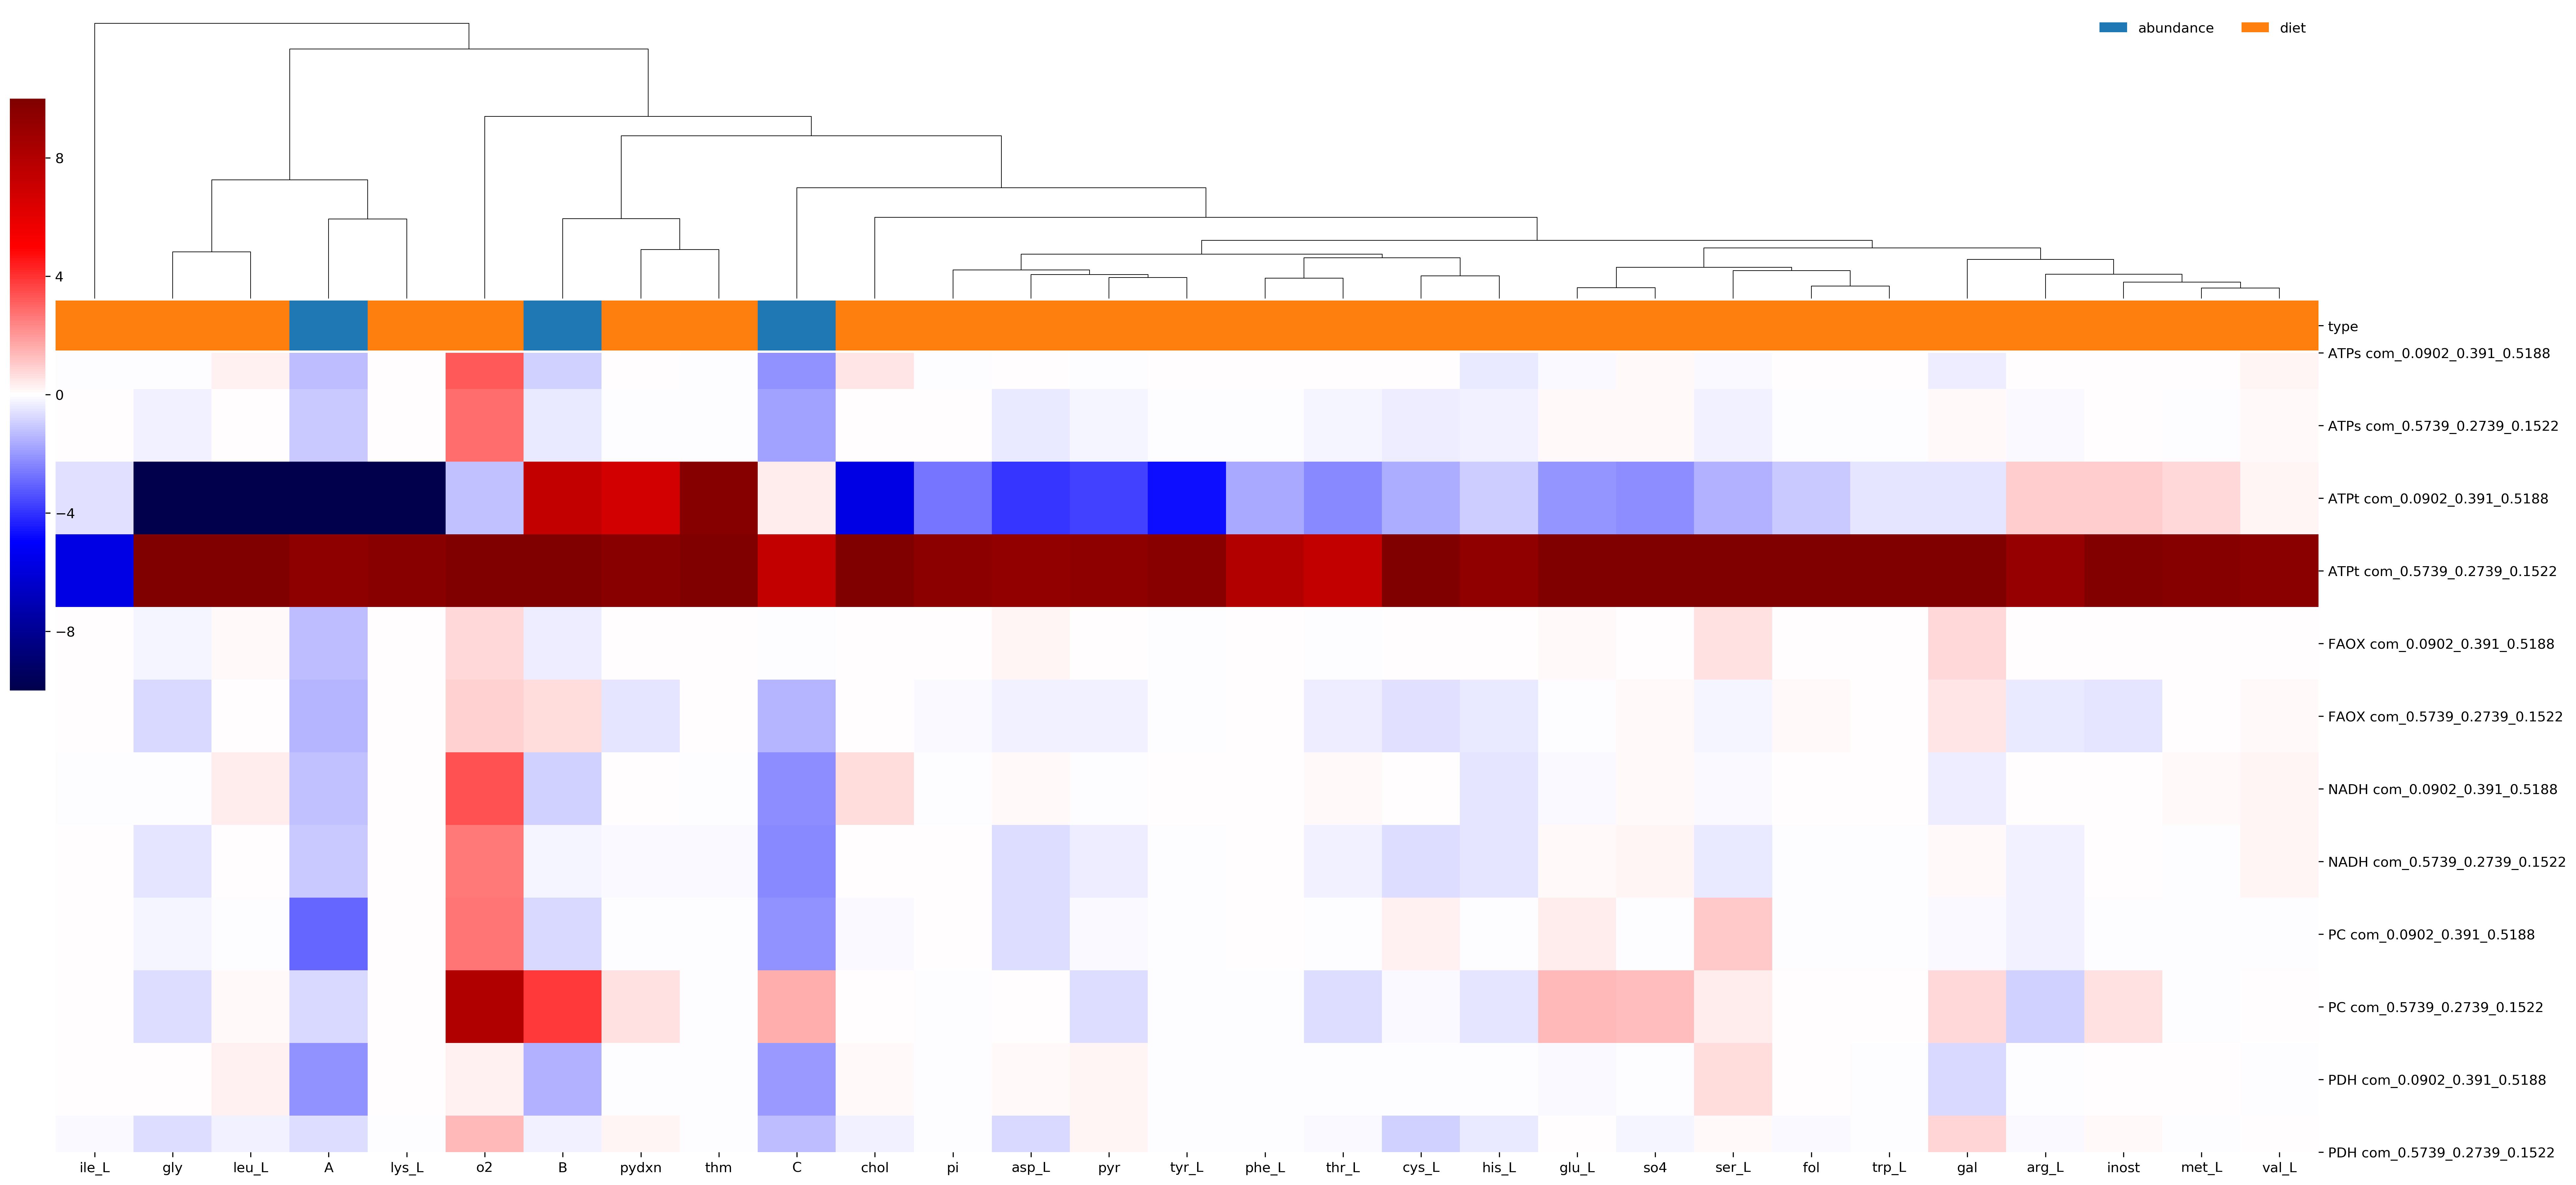 abundance
diet
8
4
0
−4
−8
type
ATPs com_0.0902_0.391_0.5188
ATPs com_0.5739_0.2739_0.1522
ATPt com_0.0902_0.391_0.5188
ATPt com_0.5739_0.2739_0.1522
FAOX com_0.0902_0.391_0.5188
FAOX com_0.5739_0.2739_0.1522
NADH com_0.0902_0.391_0.5188
NADH com_0.5739_0.2739_0.1522
PC com_0.0902_0.391_0.5188
PC com_0.5739_0.2739_0.1522
PDH com_0.0902_0.391_0.5188
PDH com_0.5739_0.2739_0.1522
ile_L gly leu_L A lys_L o2 B pydxn thm C chol pi asp_L pyr tyr_L phe_L thr_L cys_L his_L glu_L so4 ser_L fol trp_L gal arg_L inost met_L val_L